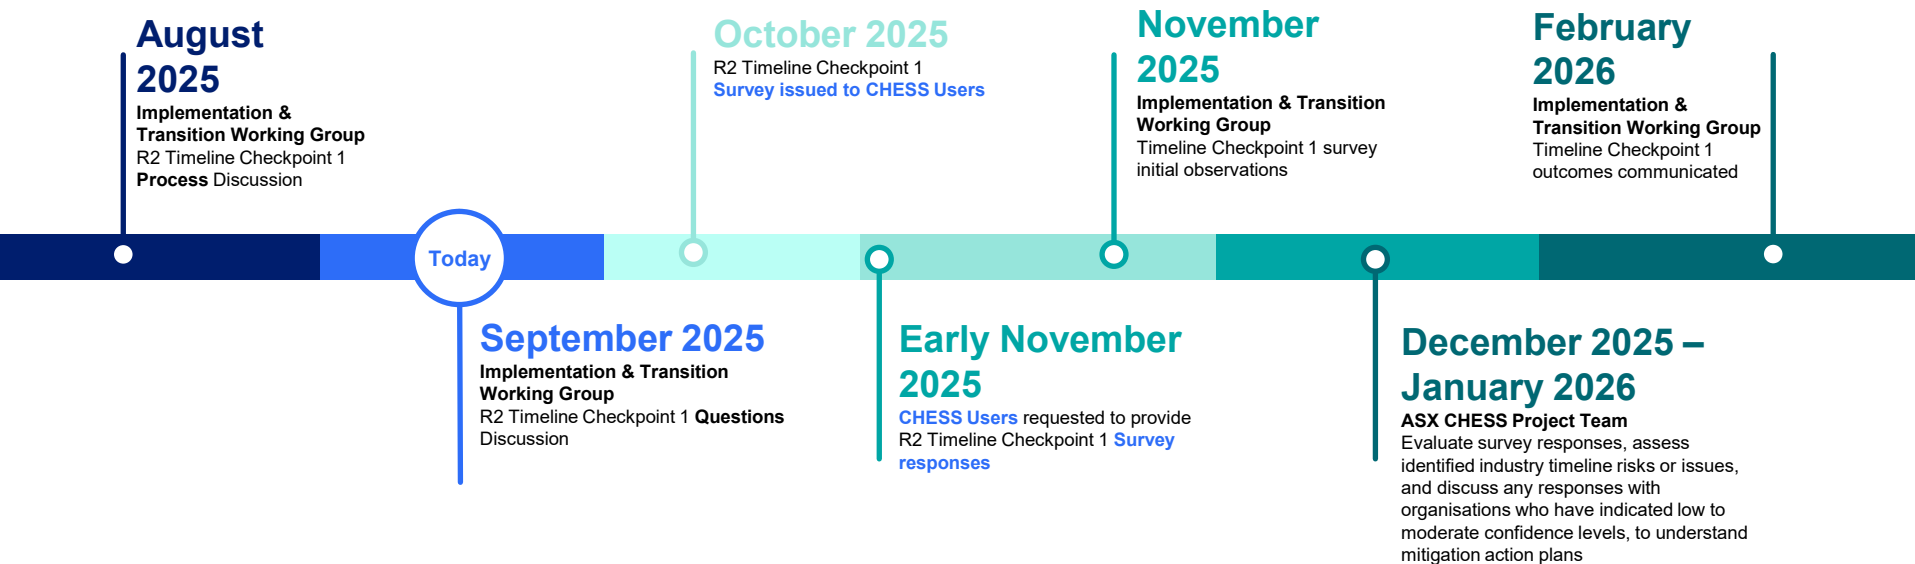 August
2025
Implementation &
Transition Working Group
R2 Timeline Checkpoint 1
Process Discussion
October 2025
R2 Timeline Checkpoint 1
Survey issued to CHESS Users
November
2025
Implementation & Transition
Working Group
Timeline Checkpoint 1 survey
initial observations
February
2026
Implementation &
Transition Working Group
Timeline Checkpoint 1
outcomes communicated
Today
September 2025
Implementation & Transition
Working Group
R2 Timeline Checkpoint 1 Questions
Discussion
Early November
2025
CHESS Users requested to provide
R2 Timeline Checkpoint 1 Survey
responses
December 2025 –
January 2026
ASX CHESS Project Team
Evaluate survey responses, assess
identified industry timeline risks or issues,
and discuss any responses with
organisations who have indicated low to
moderate confidence levels, to understand
mitigation action plans